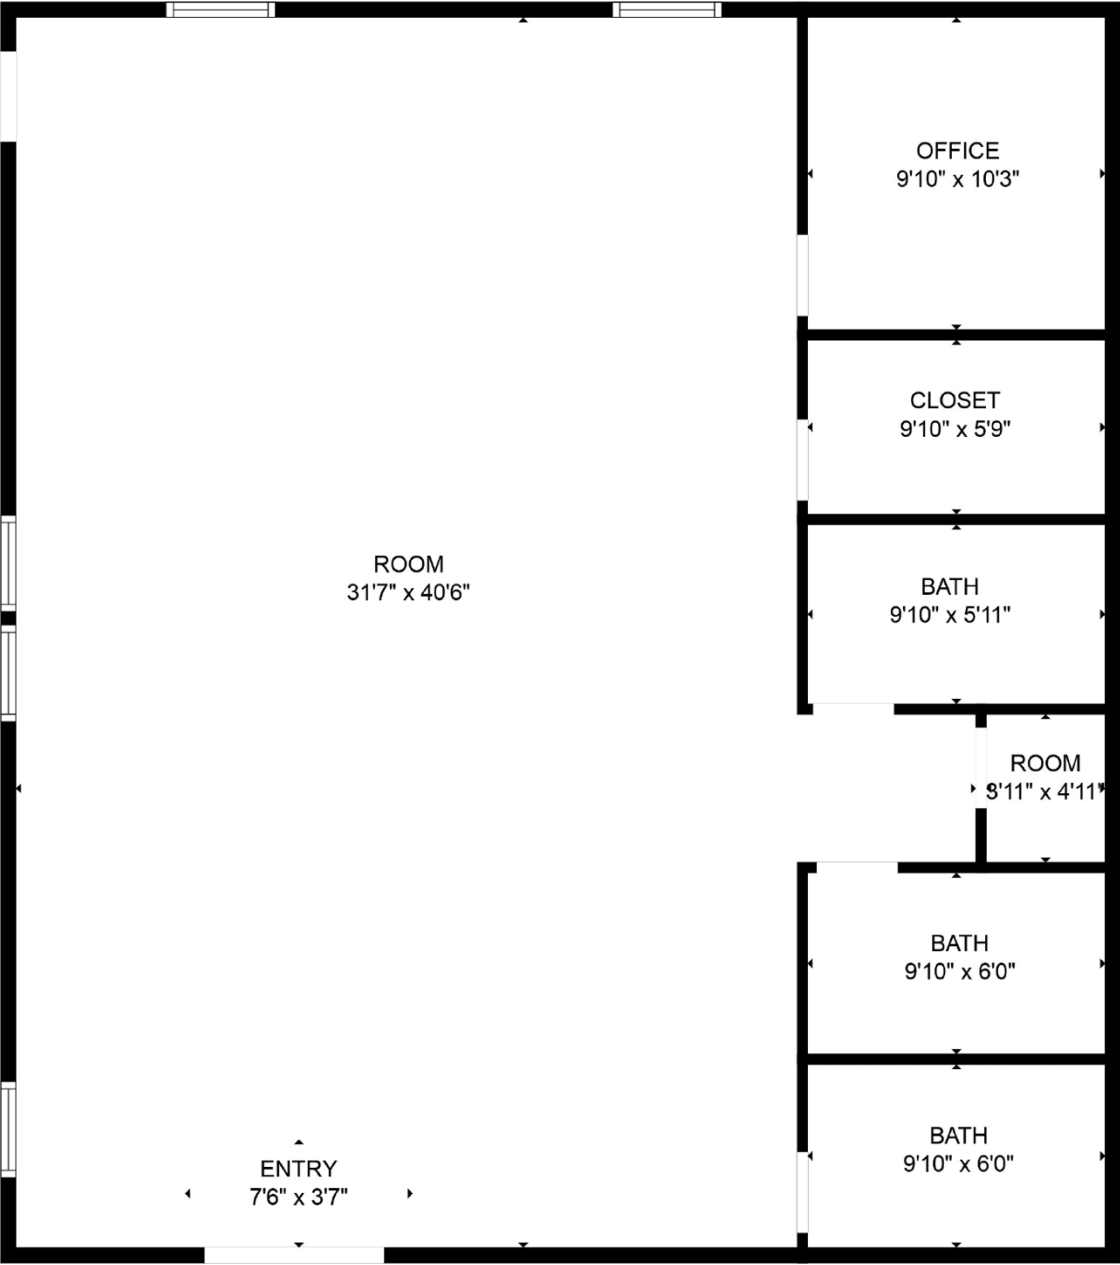 OFFICE
9'10" x 10'3"
CLOSET
9'10" x 5'9"
ROOM
31'7" x 40'6"
BATH
9'10" x 5'11"
ROOM
3'11" x 4'11"
BATH
9'10" x 6'0"
BATH
9'10" x 6'0"
ENTRY
7'6" x 3'7"